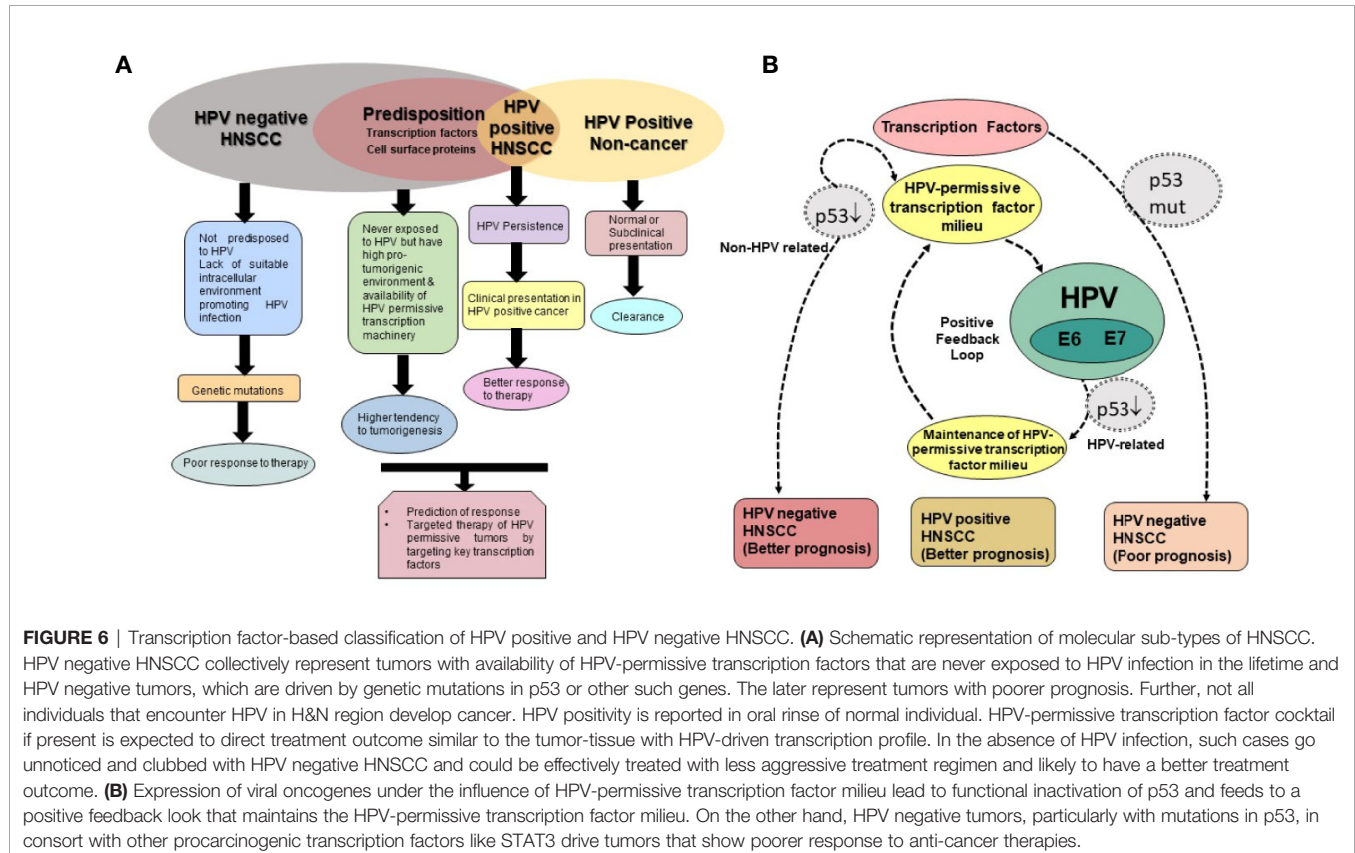 A
HPV negative
HNSCC
Predisposition
Transcription factors
Cell surface proteins
HPV
positive
HNSCC
HPV Positive
Non-cancer
Not predisposed
to HPV
Lack of suitable
intracellular
environment
promoting HPV
infection
Genetic mutations
Poor response to therapy
Never exposed
to HPV but have
high pro-
tumorigenic
environment &
availability of
HPV permissive
transcription
machinery
Higher tendency
to tumorigenesis
HPV Persistence
Clinical presentation in
HPV positive cancer
Better response
to therapy
Normal or
Subclinical
presentation
Clearance
• Prediction of response
• Targeted therapy of HPV
permissive tumors by
targeting key transcription
factors
B
Transcription Factors
HPV-permissive
transcription factor
milieu
p53↓
Non-HPV related
p53
mut
HPV
E6 E7
Positive
Feedback
Loop
p53↓
HPV-related
Maintenance of HPV-
permissive transcription
factor milieu
HPV negative
HNSCC
(Better prognosis)
HPV positive
HNSCC
(Better prognosis)
HPV negative
HNSCC
(Poor prognosis)
FIGURE 6 | Transcription factor-based classification of HPV positive and HPV negative HNSCC. (A) Schematic representation of molecular sub-types of HNSCC.
HPV negative HNSCC collectively represent tumors with availability of HPV-permissive transcription factors that are never exposed to HPV infection in the lifetime and
HPV negative tumors, which are driven by genetic mutations in p53 or other such genes. The later represent tumors with poorer prognosis. Further, not all
individuals that encounter HPV in H&N region develop cancer. HPV positivity is reported in oral rinse of normal individual. HPV-permissive transcription factor cocktail
if present is expected to direct treatment outcome similar to the tumor-tissue with HPV-driven transcription profile. In the absence of HPV infection, such cases go
unnoticed and clubbed with HPV negative HNSCC and could be effectively treated with less aggressive treatment regimen and likely to have a better treatment
outcome. (B) Expression of viral oncogenes under the influence of HPV-permissive transcription factor milieu lead to functional inactivation of p53 and feeds to a
positive feedback look that maintains the HPV-permissive transcription factor milieu. On the other hand, HPV negative tumors, particularly with mutations in p53, in
consort with other procarcinogenic transcription factors like STAT3 drive tumors that show poorer response to anti-cancer therapies.